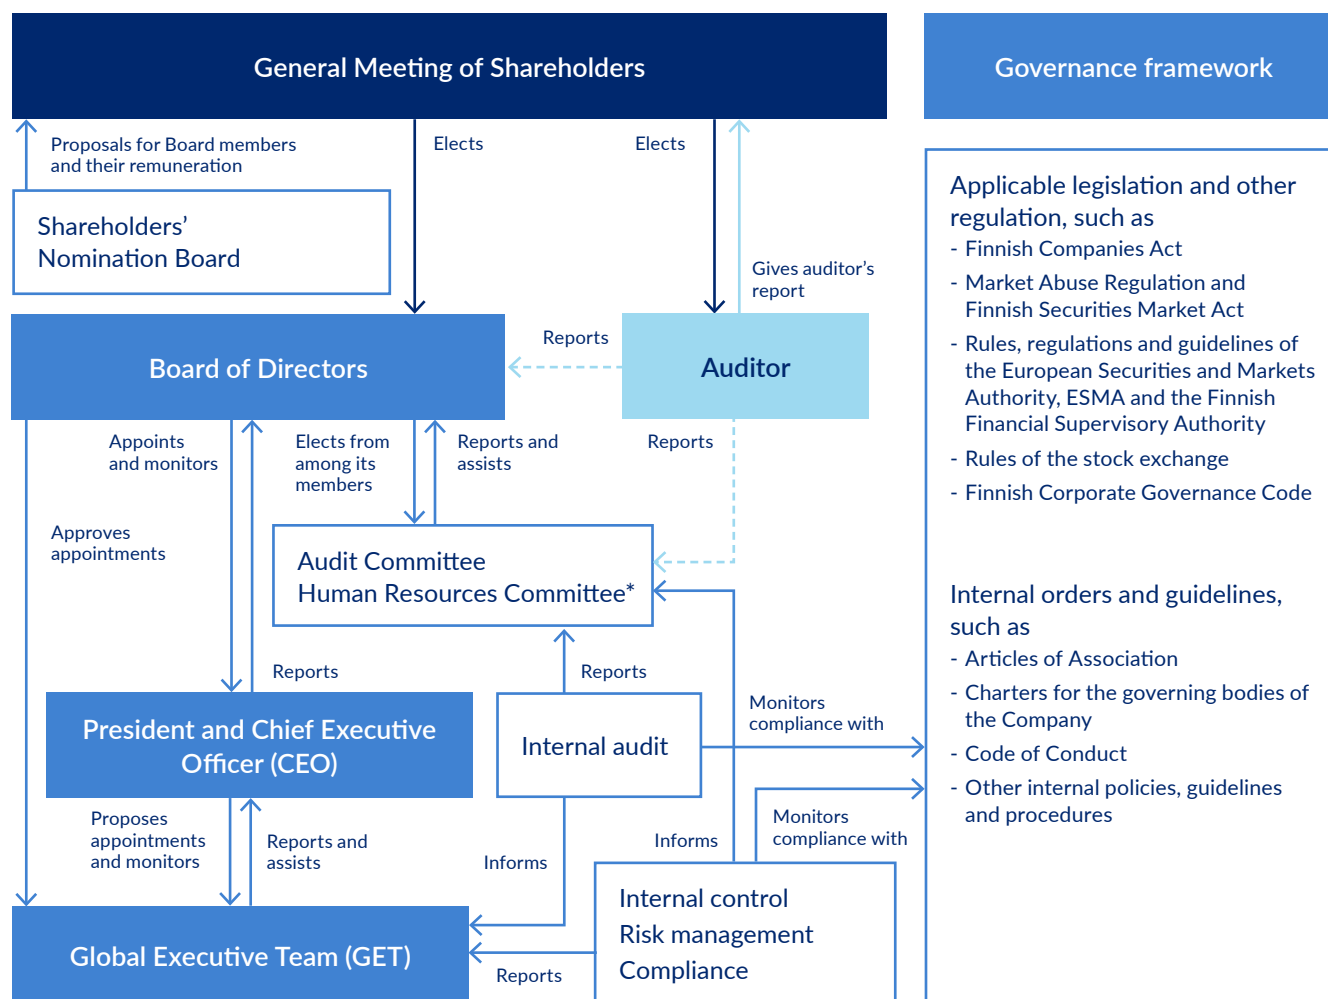 General Meeting of Shareholders
Governance framework
Proposals for Board members
and their remuneration
Elects
Elects
Shareholders’
Nomination Board
Gives auditor’s
report
Board of Directors
Reports
Auditor
Appoints
and monitors
Elects from
among its
members
Reports and
assists
Reports
Approves
appointments
Audit Committee
Human Resources Committee*
Reports
Reports
President and Chief Executive
Officer (CEO)
Internal audit
Monitors
compliance with
Proposes
appointments
and monitors
Reports and
assists
Informs
Informs
Monitors
compliance with
Global Executive Team (GET)
Reports
Internal control
Risk management
Compliance
Applicable legislation and other
regulation, such as
- Finnish Companies Act
- Market Abuse Regulation and
Finnish Securities Market Act
- Rules, regulations and guidelines of
the European Securities and Markets
Authority, ESMA and the Finnish
Financial Supervisory Authority
- Rules of the stock exchange
- Finnish Corporate Governance Code
Internal orders and guidelines,
such as
- Articles of Association
- Charters for the governing bodies of
the Company
- Code of Conduct
- Other internal policies, guidelines
and procedures